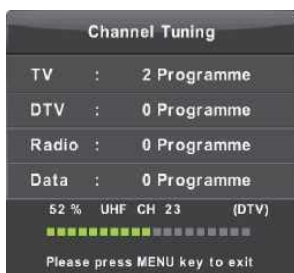 Channel Tuning
TV : 2 Programme
DTV : 0 Programme
Radio : 0 Programme
Data : 0 Programme
52 % UHF CH 23 (DTV)
Please press MENU key to exit